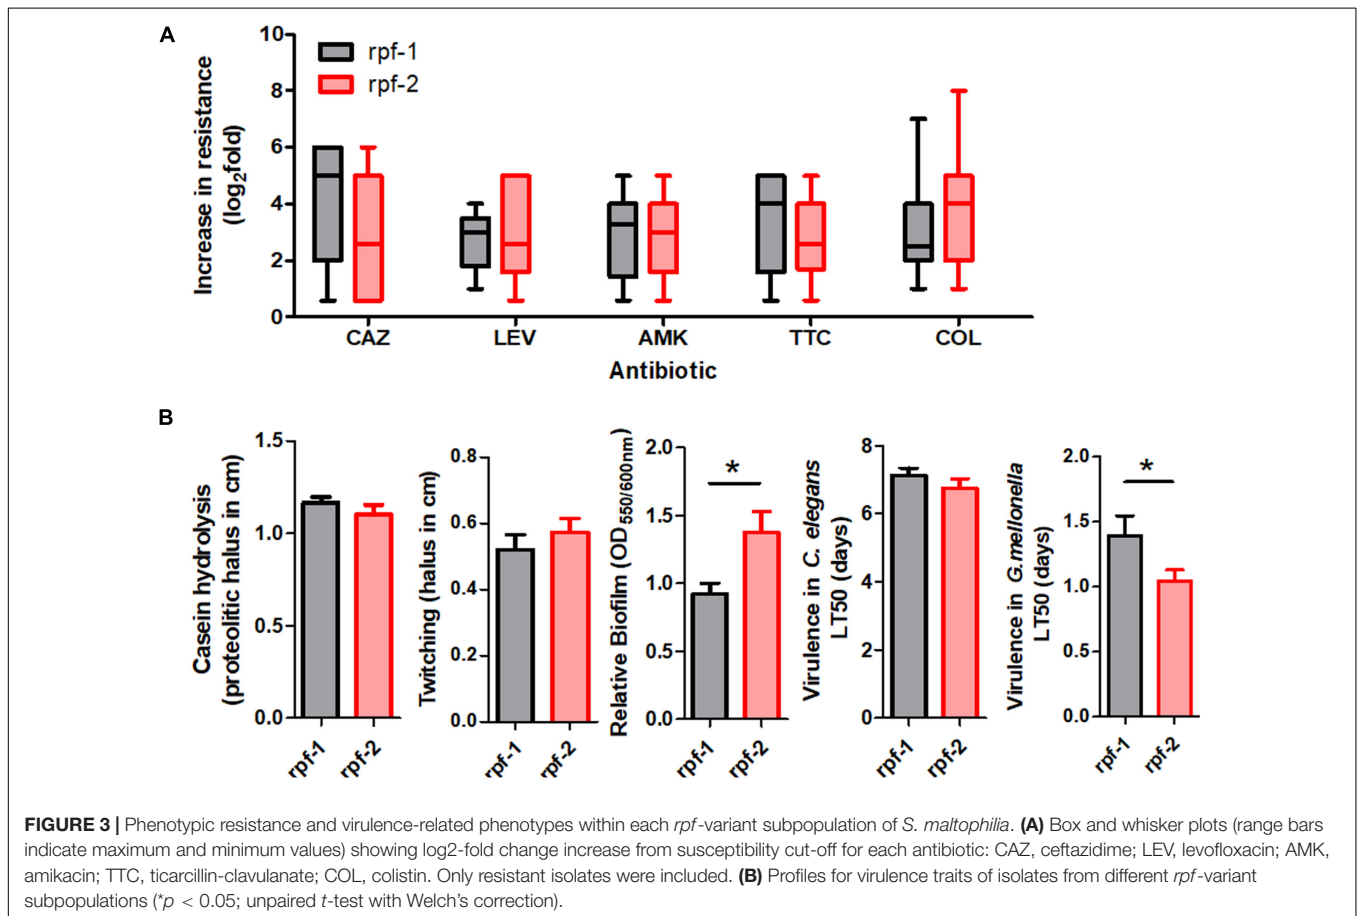 A
10
8
6
4
2
0
Increase in resistance
(log2fold)
rpf-1
rpf-2
CAZ
LEV
AMK
TTC
COL
Antibiotic
B
Casein hydrolysis
(proteolitic halus in cm)
1.5
1.0
0.5
0.0
rpf-1
rpf-2
Twitching (halus in cm)
0.8
0.6
0.4
0.2
0.0
rpf-1
rpf-2
Relative Biofilm (OD550/600nm)
2.0
1.5
1.0
0.5
0.0
*
rpf-1
rpf-2
Virulence in C. elegans
LT50 (days)
8
6
4
2
0
rpf-1
rpf-2
Virulence in G.mellonella
LT50 (days)
2.0
1.5
1.0
0.5
0.0
*
rpf-1
rpf-2
FIGURE 3 | Phenotypic resistance and virulence-related phenotypes within each rpf-variant subpopulation of S. maltophilia. (A) Box and whisker plots (range bars
indicate maximum and minimum values) showing log2-fold change increase from susceptibility cut-off for each antibiotic: CAZ, ceftazidime; LEV, levofloxacin; AMK,
amikacin; TTC, ticarcillin-clavulanate; COL, colistin. Only resistant isolates were included. (B) Profiles for virulence traits of isolates from different rpf-variant
subpopulations (*p < 0.05; unpaired t-test with Welch's correction).